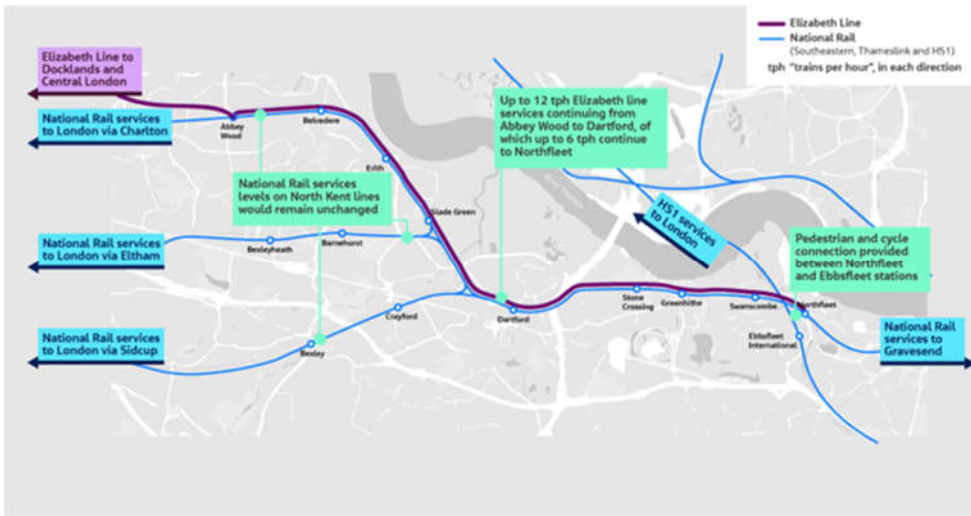 Elizabeth Line
National Rail
(Southeastern, Thameslink and HS1)
tph "trains per hour", in each direction
Elizabeth Line to
Docklands and
Central London
National Rail services
to London via Charlton
Abbey
Wood
Belvedere
Erith
Up to 12 tph Elizabeth line
services continuing from
Abbey Wood to Dartford, of
which up to 6 tph continue
to Northfleet
National Rail services
levels on North Kent lines
would remain unchanged
Slade Green
HS1 services
to London
National Rail services
to London via Eltham
Bexleyheath
Barnehurst
Pedestrian and cycle
connection provided
between Northfleet
and Ebbsfleet stations
Stone
Crossing
Greenhithe
Swanscombe
Northfleet
Crayford
Dartford
Ebbsfleet
International
National Rail services
to London via Sidcup
Bexley
National Rail
services to
Gravesend